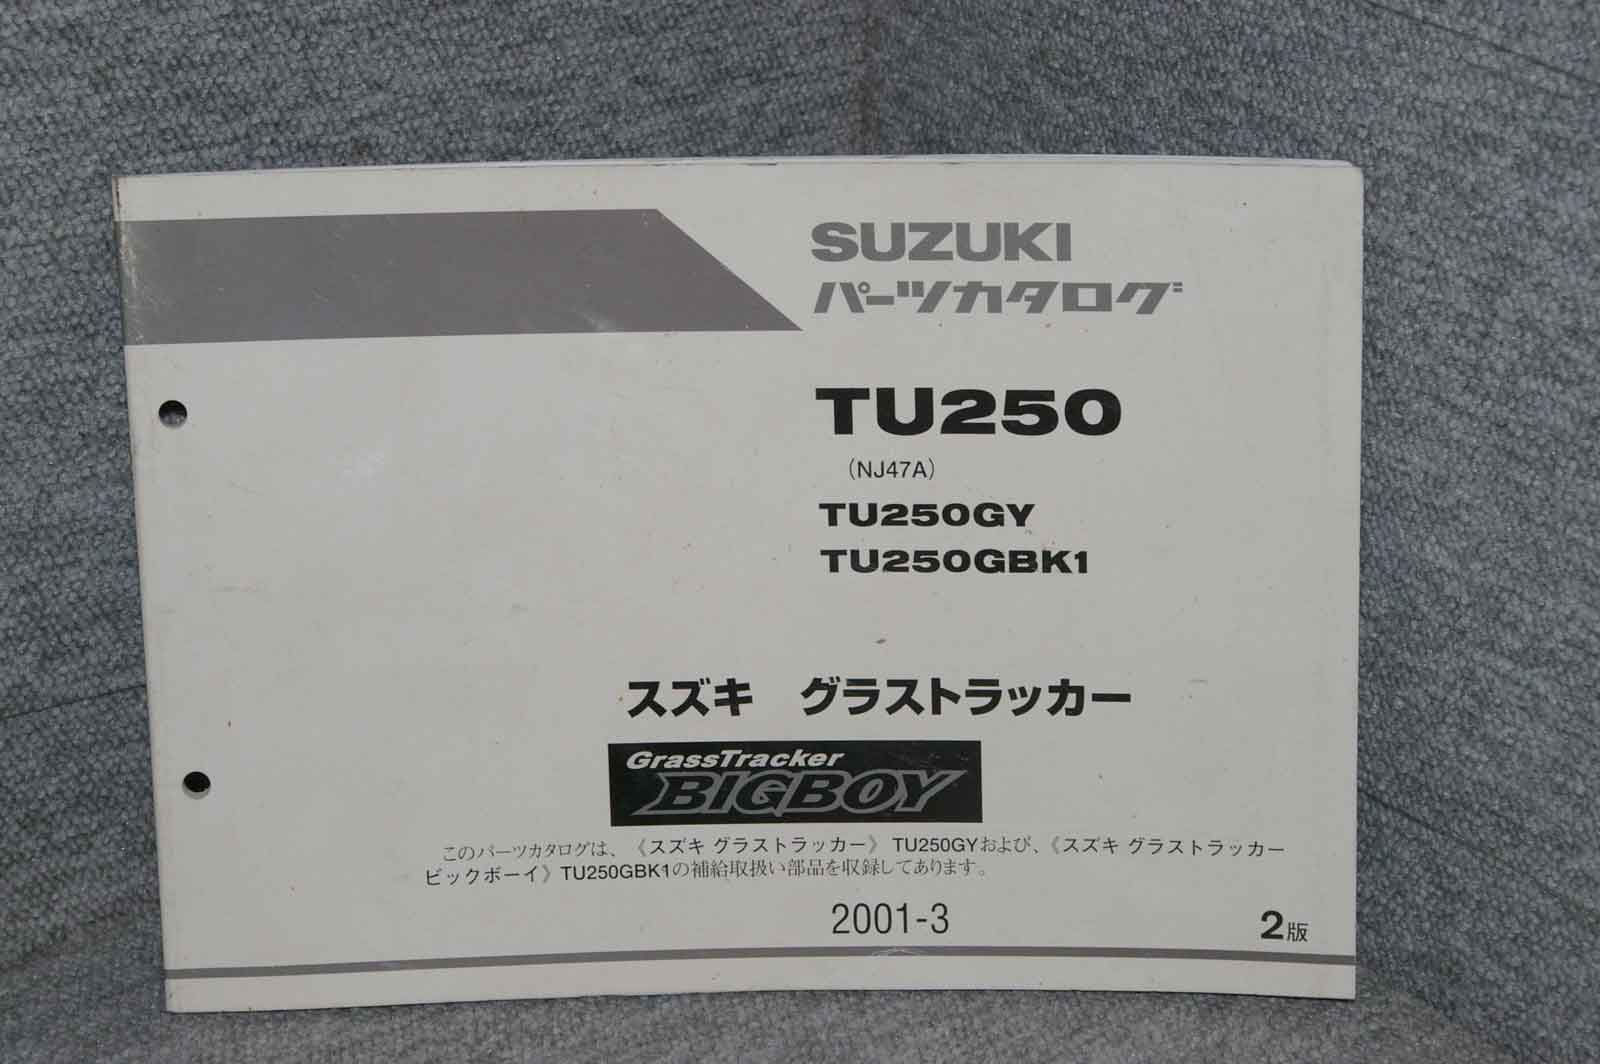 SUZUKI
パーツカタログ
TU250
（NJ47A）
TU250GY
TU250GBK1
スズキ　グラストラッカー
GrassTracker
BIGBOY
このパーツカタログは、《スズキ グラストラッカー》 TU250GYおよび、《スズキ グラストラッカー
ビックボーイ》TU250GBK1の補給取扱い部品を収録してあります。
2001-3
2版